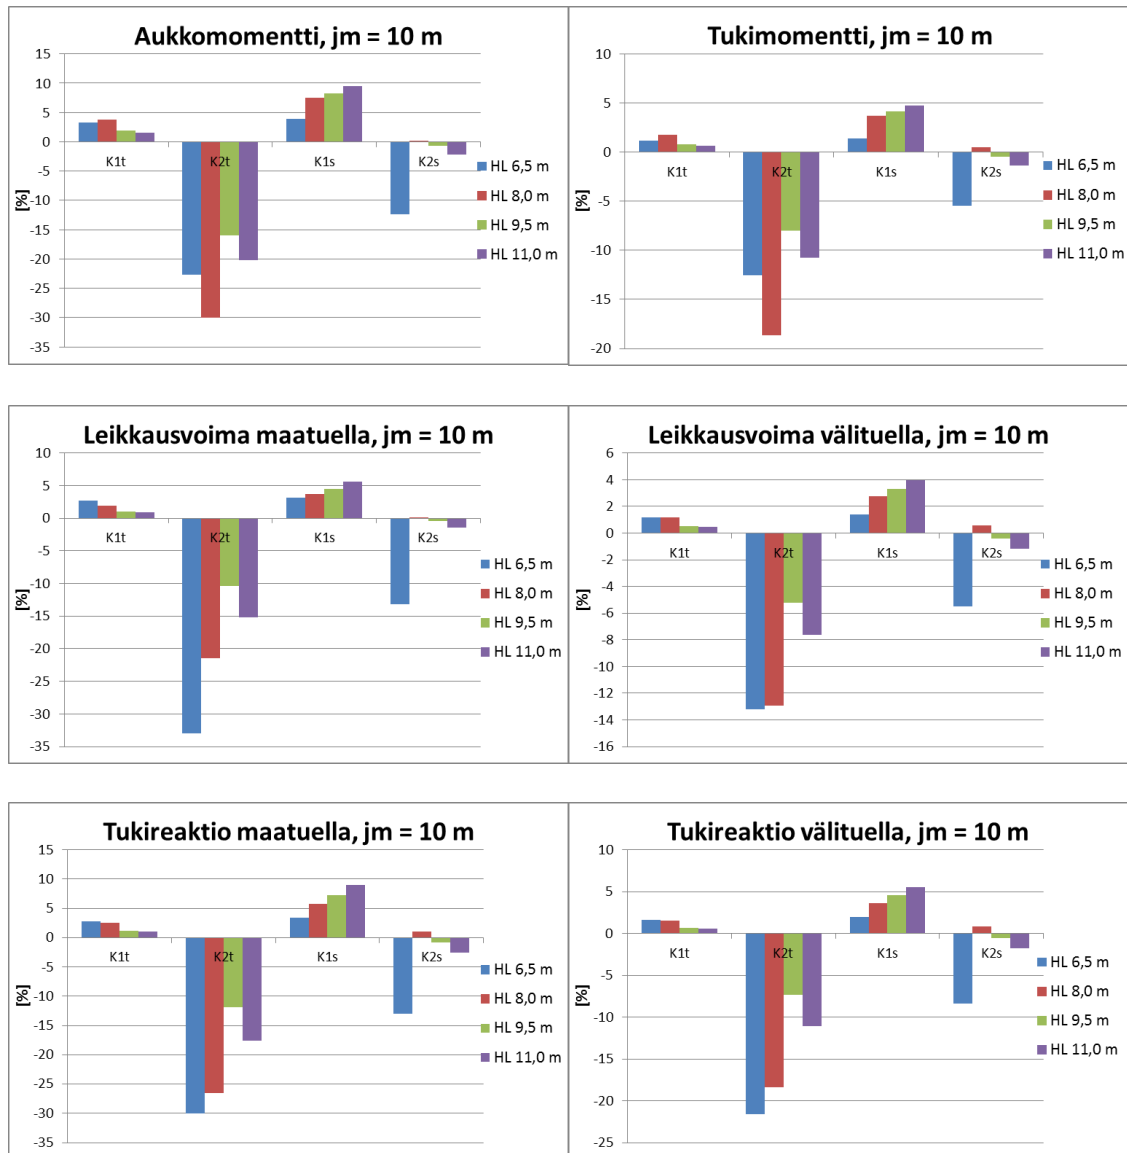 Aukkomomentti, jm = 10 m
15
10
5
0
-5
-10
-15
-20
-25
-30
-35
[%]
K1t
K2t
K1s
K2s
HL 6,5 m
HL 8,0 m
HL 9,5 m
HL 11,0 m
Tukimomentti, jm = 10 m
10
5
0
-5
-10
-15
-20
[%]
K1t
K2t
K1s
K2s
HL 6,5 m
HL 8,0 m
HL 9,5 m
HL 11,0 m
Leikkausvoima maatuella, jm = 10 m
10
5
0
-5
-10
-15
-20
-25
-30
-35
[%]
K1t
K2t
K1s
K2s
HL 6,5 m
HL 8,0 m
HL 9,5 m
HL 11,0 m
Leikkausvoima välituella, jm = 10 m
6
4
2
0
-2
-4
-6
-8
-10
-12
-14
-16
[%]
K1t
K2t
K1s
K2s
HL 6,5 m
HL 8,0 m
HL 9,5 m
HL 11,0 m
Tukireaktio maatuella, jm = 10 m
15
10
5
0
-5
-10
-15
-20
-25
-30
-35
[%]
K1t
K2t
K1s
K2s
HL 6,5 m
HL 8,0 m
HL 9,5 m
HL 11,0 m
Tukireaktio välituella, jm = 10 m
10
5
0
-5
-10
-15
-20
-25
[%]
K1t
K2t
K1s
K2s
HL 6,5 m
HL 8,0 m
HL 9,5 m
HL 11,0 m